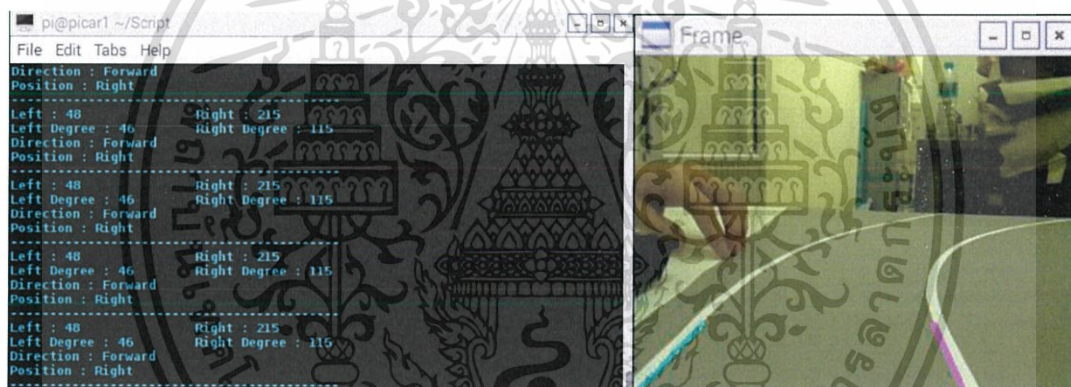 pi@picar1 ~/Script
File Edit Tabs Help
Direction : Forward
Position : Right
----------------------------------------
Left : 48 Right : 215
Left Degree : 46 Right Degree : 115
Direction : Forward
Position : Right
----------------------------------------
Left : 48 Right : 215
Left Degree : 46 Right Degree : 115
Direction : Forward
Position : Right
----------------------------------------
Left : 48 Right : 215
Left Degree : 46 Right Degree : 115
Direction : Forward
Position : Right
----------------------------------------
Left : 48 Right : 215
Left Degree : 46 Right Degree : 115
Direction : Forward
Position : Right
----------------------------------------
Frame